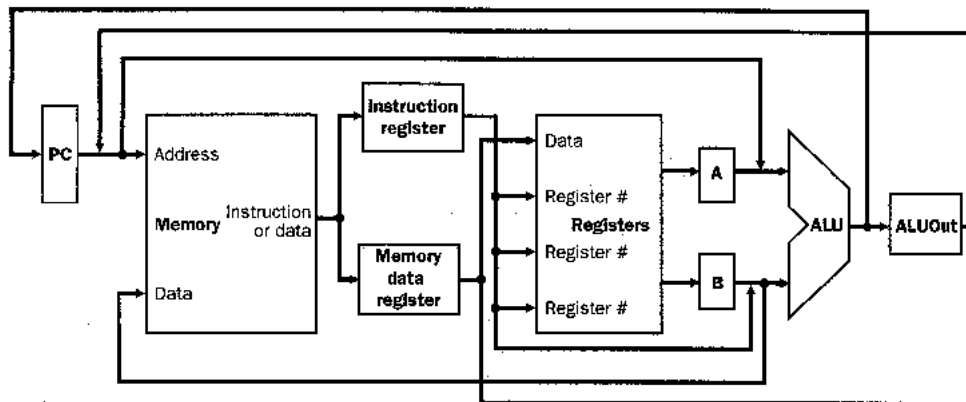 PC
Address
Memory
Instruction
or data
Data
Instruction
register
Memory
data
register
Data
Register #
Registers
Register #
Register #
A
B
ALU
ALUOut